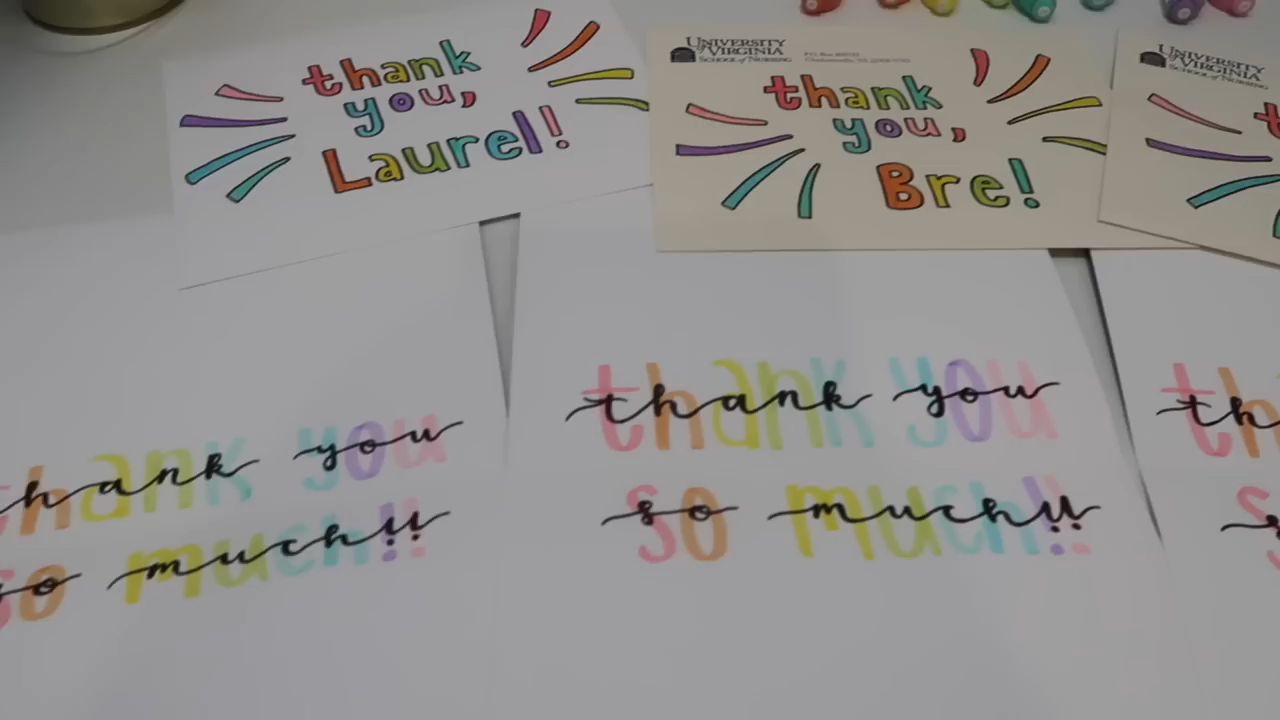 thank
you,
Laurel!
UNIVERSITY
of VIRGINIA
SCHOOL of NURSING
thank
you,
Bre!
UNIVERSITY
of VIRGINIA
SCHOOL of NURSING
t
thank you
so much!!
thank you
so much!!
th
s